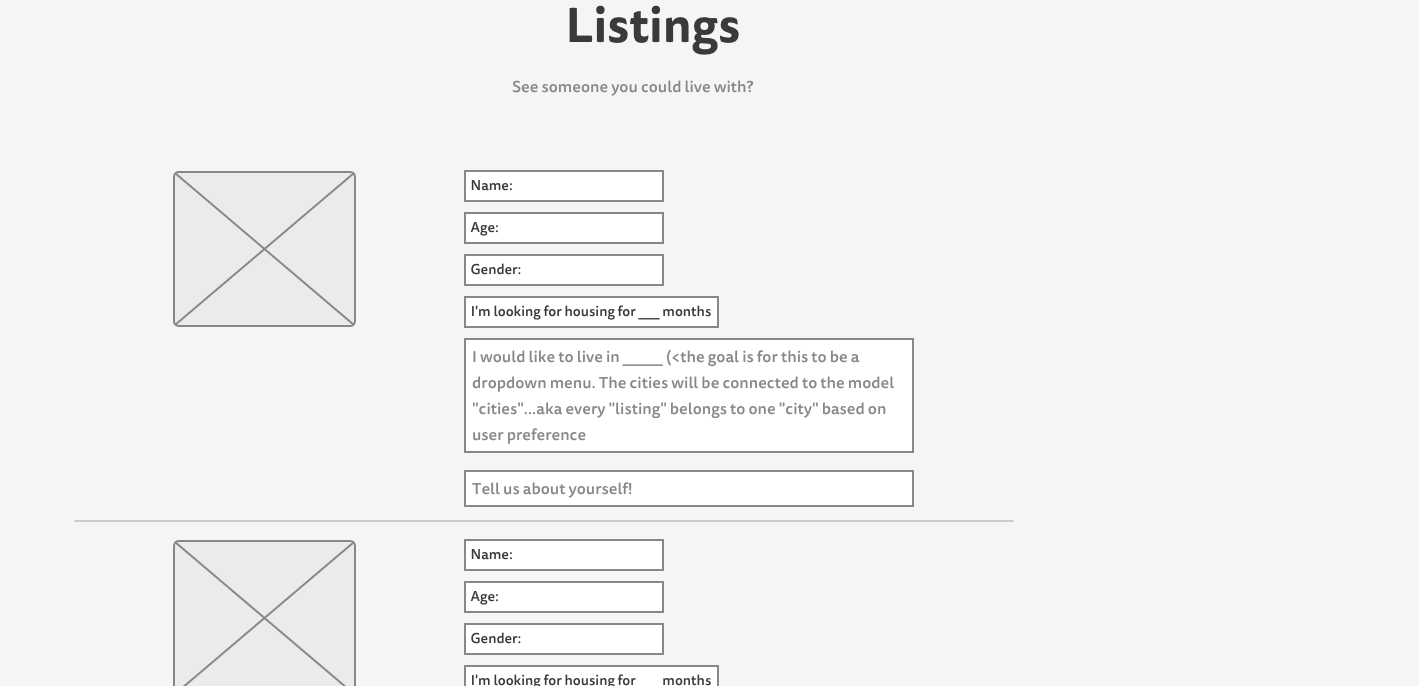 Listings
See someone you could live with?
Name:
Age:
Gender:
I'm looking for housing for ___ months
I would like to live in _____ (<the goal is for this to be a
dropdown menu. The cities will be connected to the model
"cities"...aka every "listing" belongs to one "city" based on
user preference
Tell us about yourself!
Name:
Age:
Gender:
I'm looking for housing for ___ months